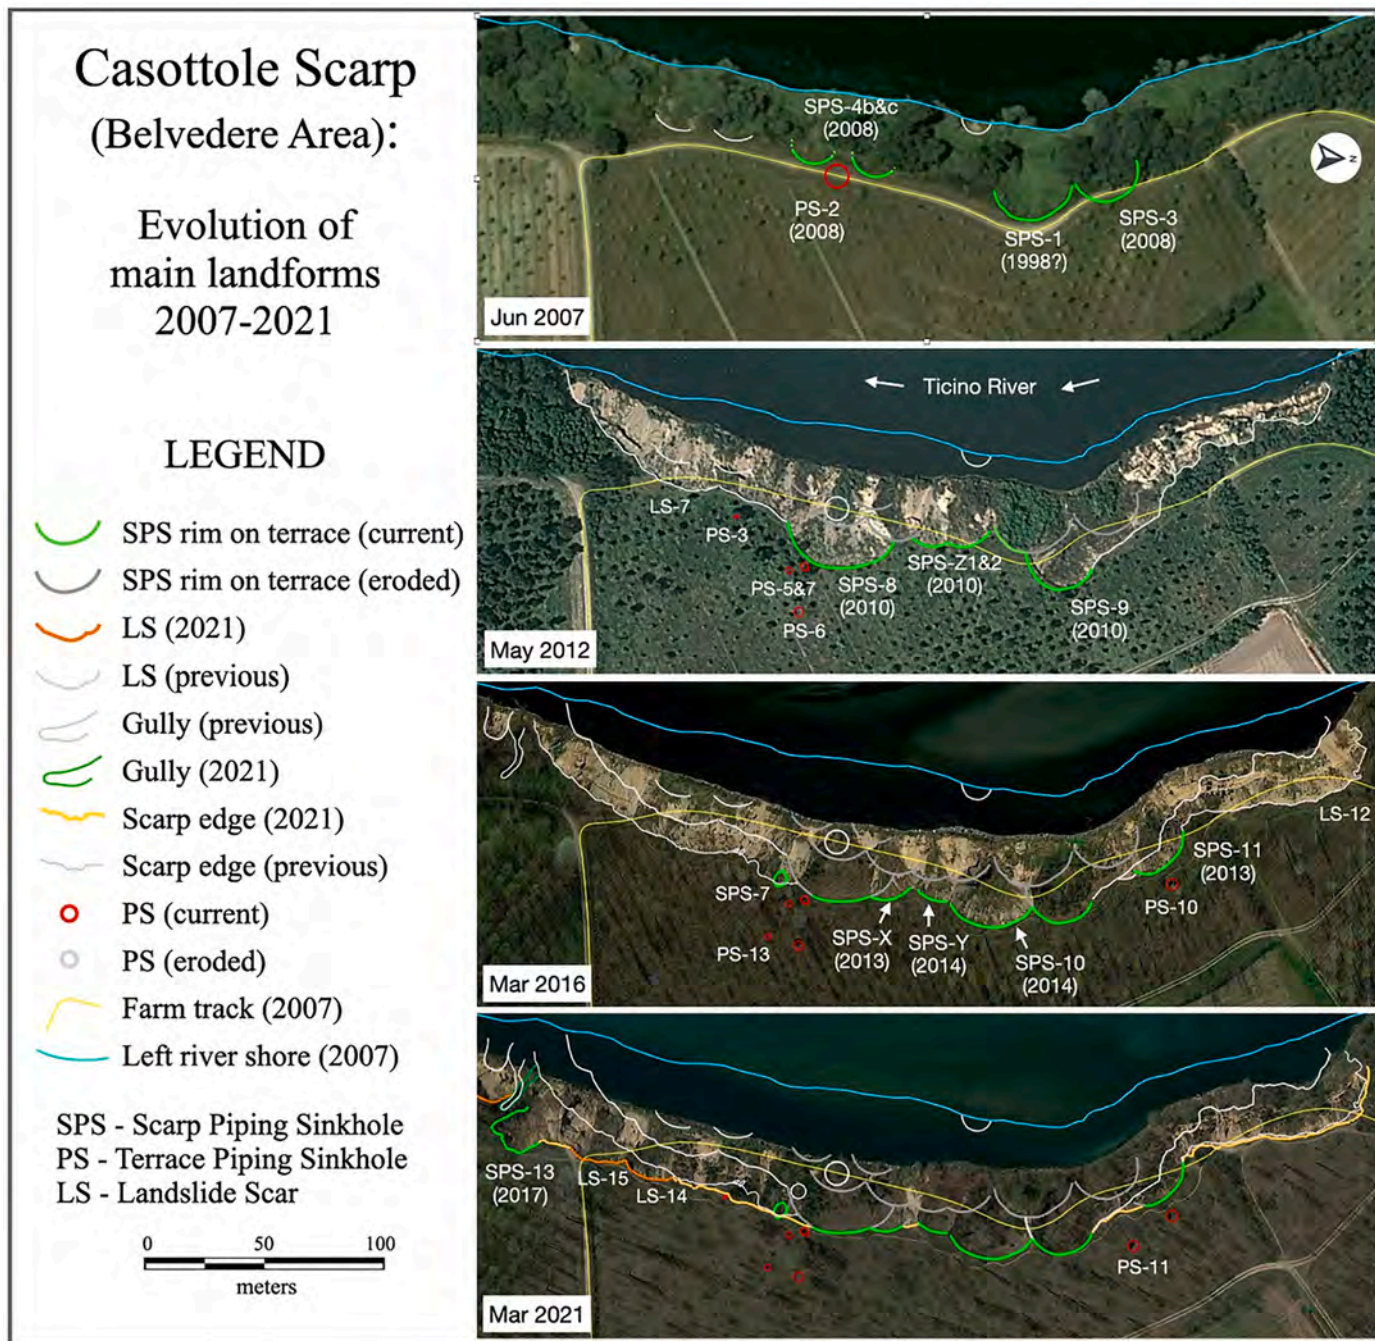 Casottole Scarp
(Belvedere Area):
Evolution of
main landforms
2007-2021
LEGEND
SPS rim on terrace (current)
SPS rim on terrace (eroded)
LS (2021)
LS (previous)
Gully (previous)
Gully (2021)
Scarp edge (2021)
Scarp edge (previous)
PS (current)
PS (eroded)
Farm track (2007)
Left river shore (2007)
SPS - Scarp Piping Sinkhole
PS - Terrace Piping Sinkhole
LS - Landslide Scar
0 50 100
meters
SPS-4b&c
(2008)
PS-2
(2008)
SPS-1
(1998?)
SPS-3
(2008)
N
Jun 2007
Ticino River
LS-7
PS-3
PS-5&7
PS-6
SPS-8
(2010)
SPS-Z1&2
(2010)
SPS-9
(2010)
May 2012
LS-12
SPS-11
(2013)
PS-10
SPS-7
PS-13
SPS-X
(2013)
SPS-Y
(2014)
SPS-10
(2014)
Mar 2016
SPS-13
(2017)
LS-15
LS-14
PS-11
Mar 2021